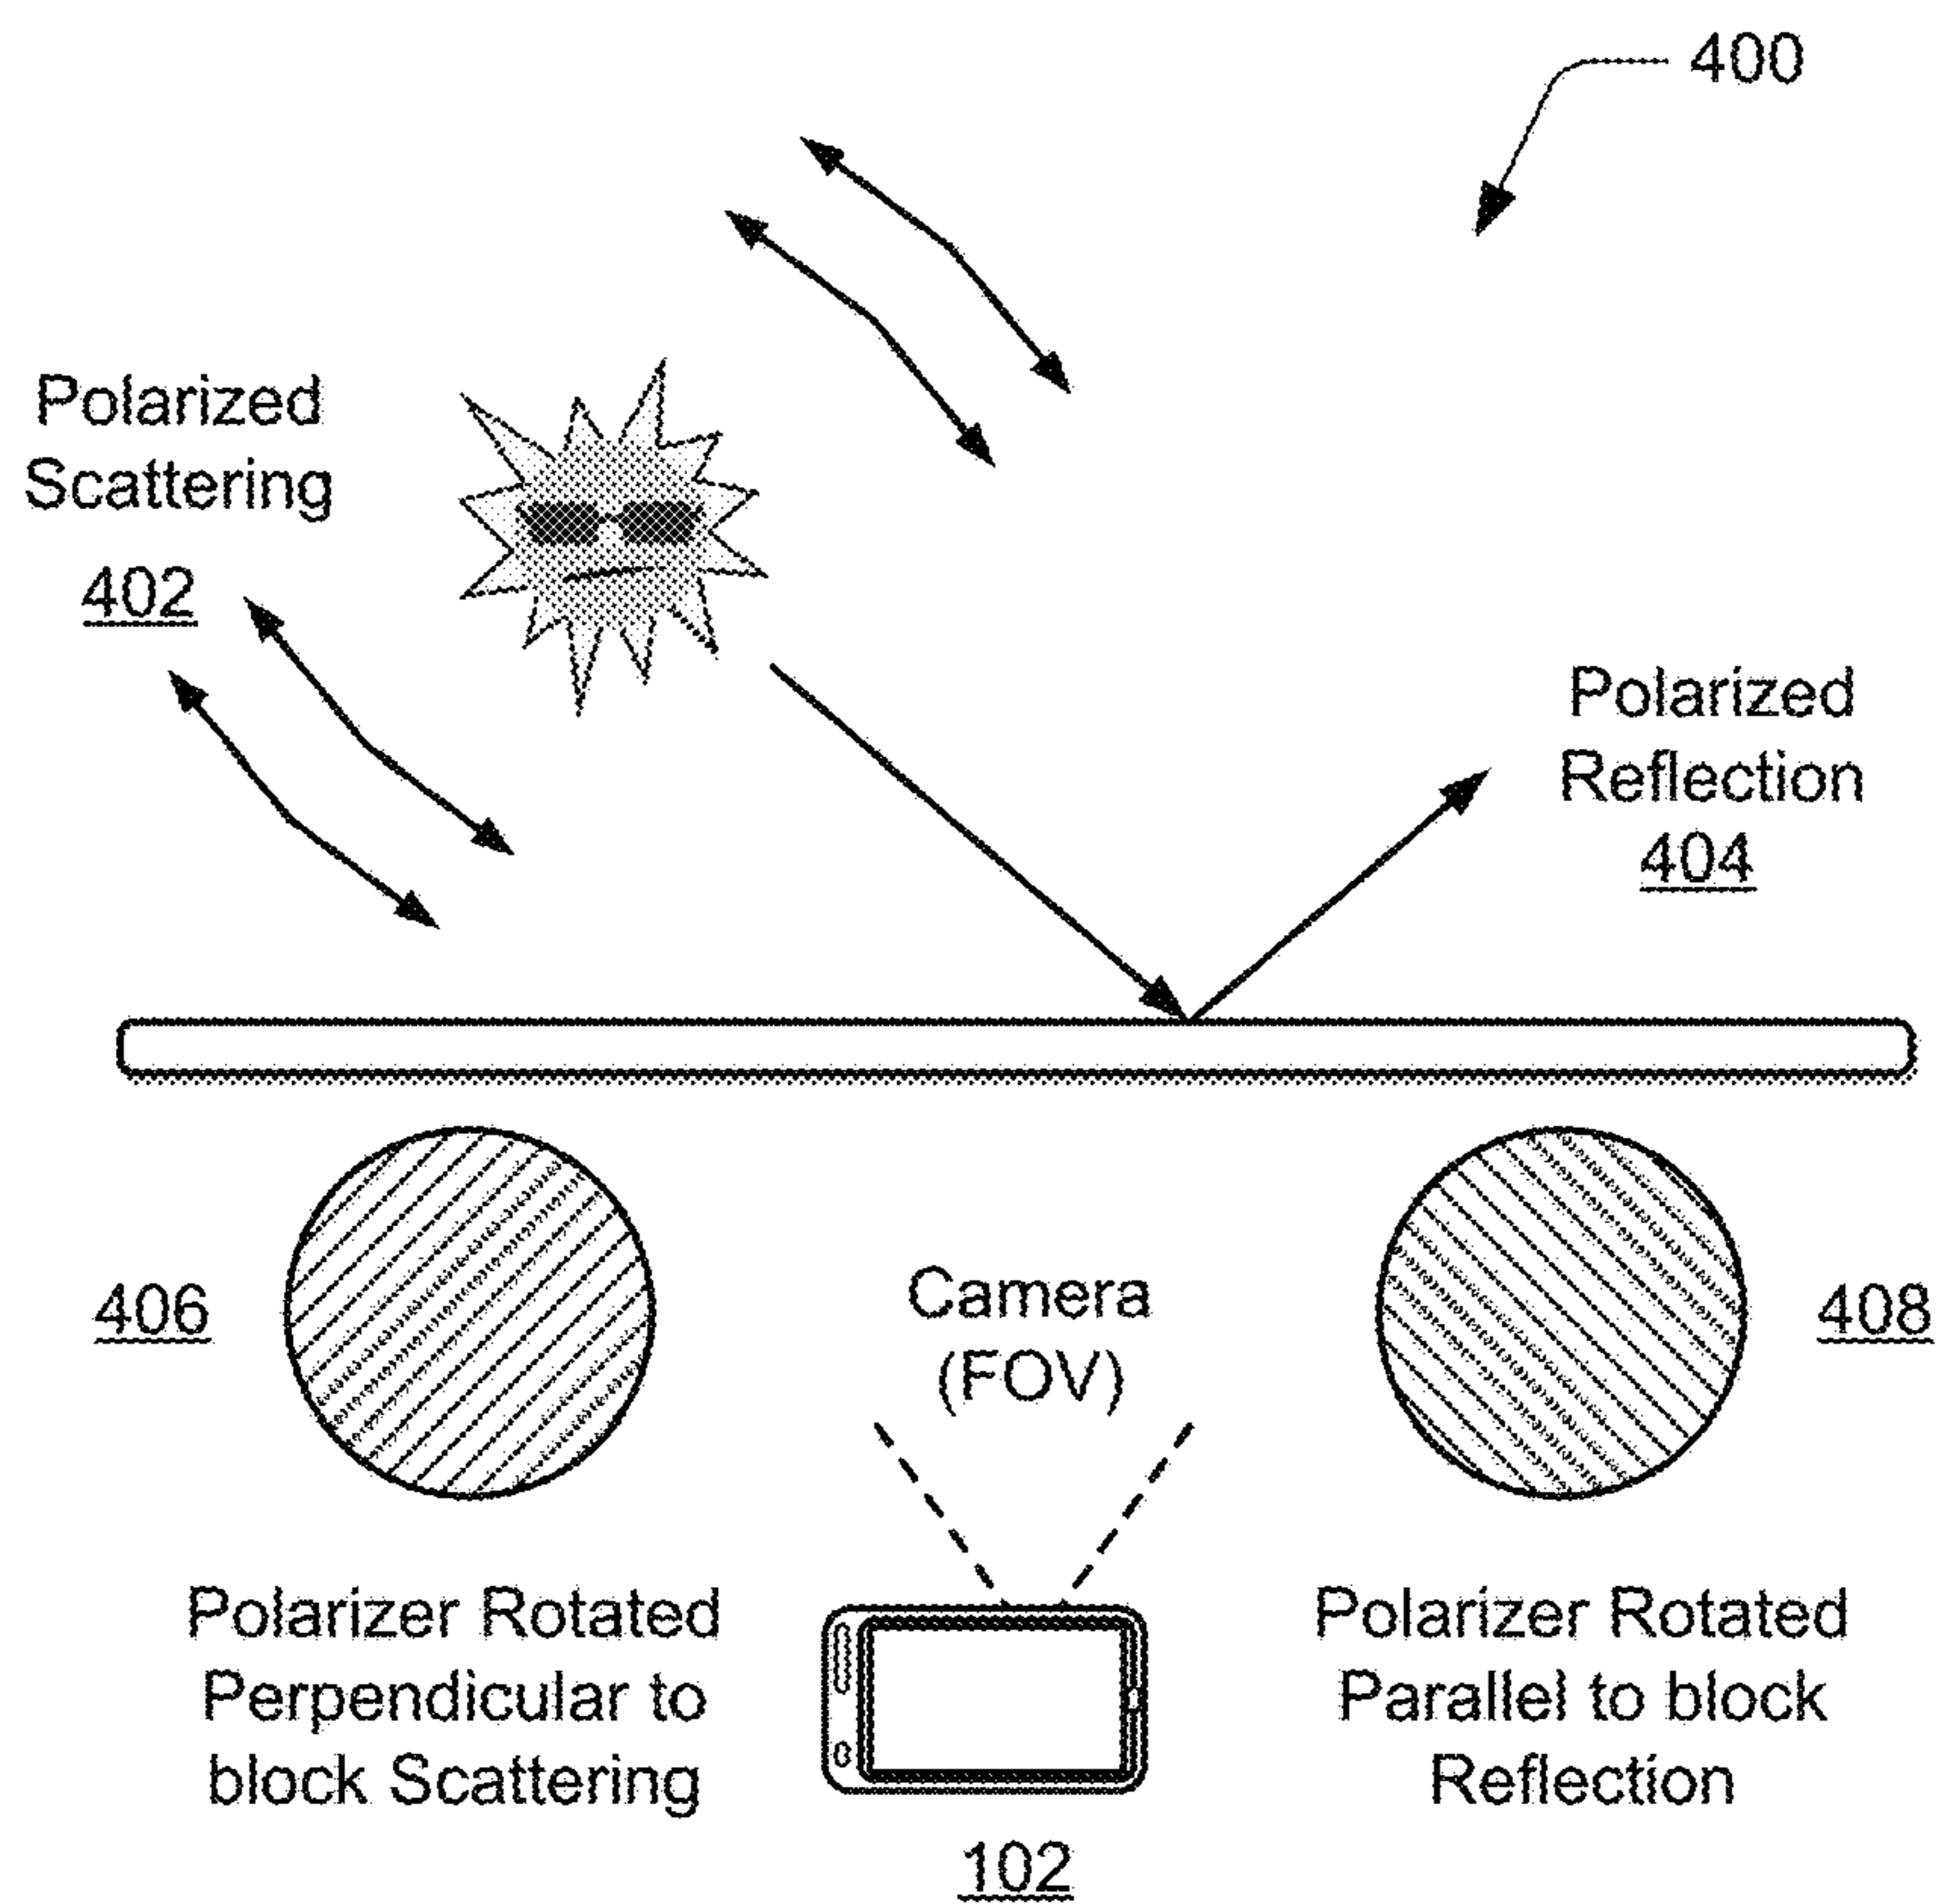 400
Polarized
Scattering
402
Polarized
Reflection
404
406
Camera
(FOV)
408
Polarizer Rotated
Perpendicular to
block Scattering
Polarizer Rotated
Parallel to block
Reflection
102